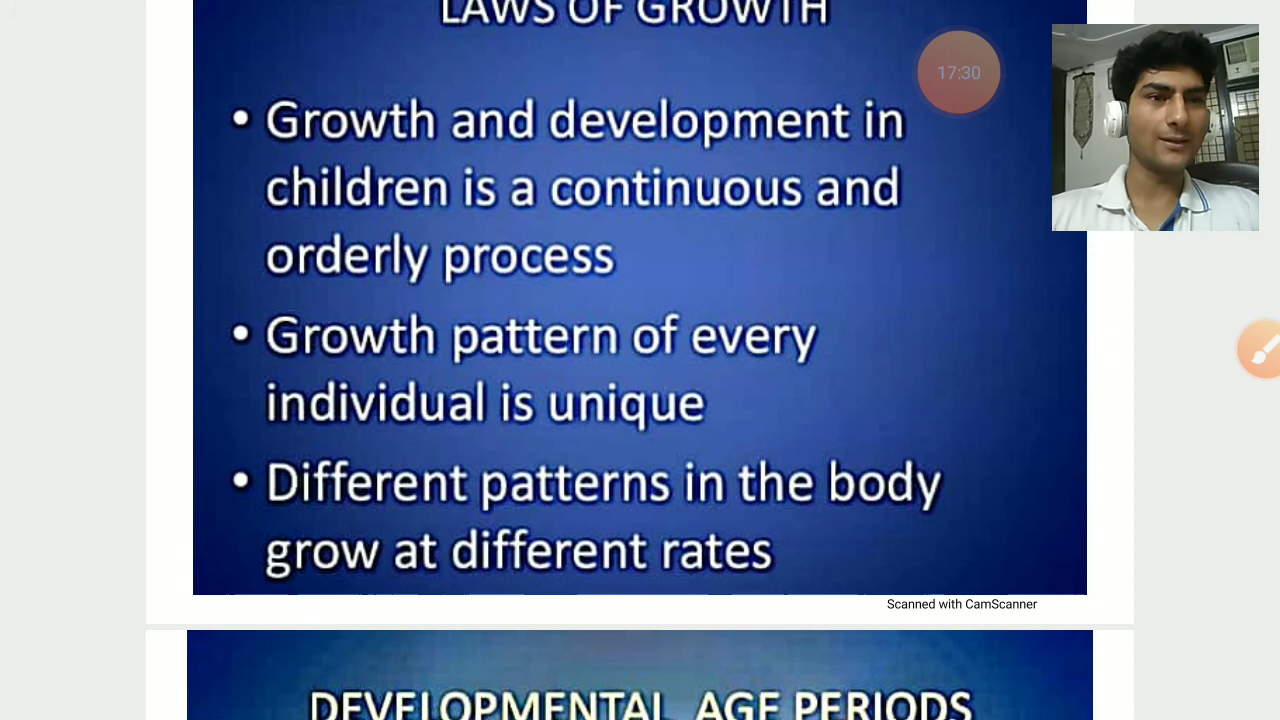 LAWS OF GROWTH
17:30
• Growth and development in
children is a continuous and
orderly process
• Growth pattern of every
individual is unique
• Different patterns in the body
grow at different rates
Scanned with CamScanner
DEVELOPMENTAL AGE PERIODS